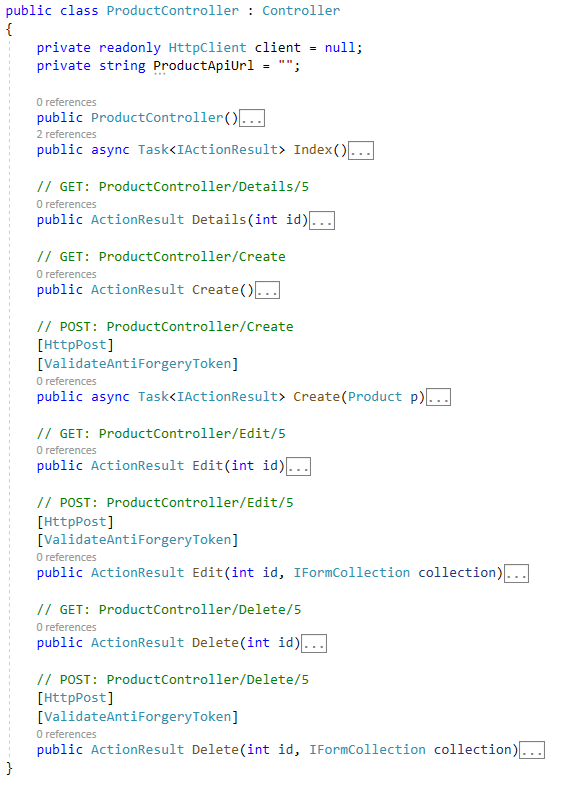 public class ProductController : Controller
{
private readonly HttpClient client = null;
private string ProductApiUrl = "";
0 references
public ProductController()...
2 references
public async Task<IActionResult> Index()...
// GET: ProductController/Details/5
0 references
public ActionResult Details(int id)...
// GET: ProductController/Create
0 references
public ActionResult Create()...
// POST: ProductController/Create
[HttpPost]
[ValidateAntiForgeryToken]
0 references
public async Task<IActionResult> Create(Product p)...
// GET: ProductController/Edit/5
0 references
public ActionResult Edit(int id)...
// POST: ProductController/Edit/5
[HttpPost]
[ValidateAntiForgeryToken]
0 references
public ActionResult Edit(int id, IFormCollection collection)...
// GET: ProductController/Delete/5
0 references
public ActionResult Delete(int id)...
// POST: ProductController/Delete/5
[HttpPost]
[ValidateAntiForgeryToken]
0 references
public ActionResult Delete(int id, IFormCollection collection)...
}